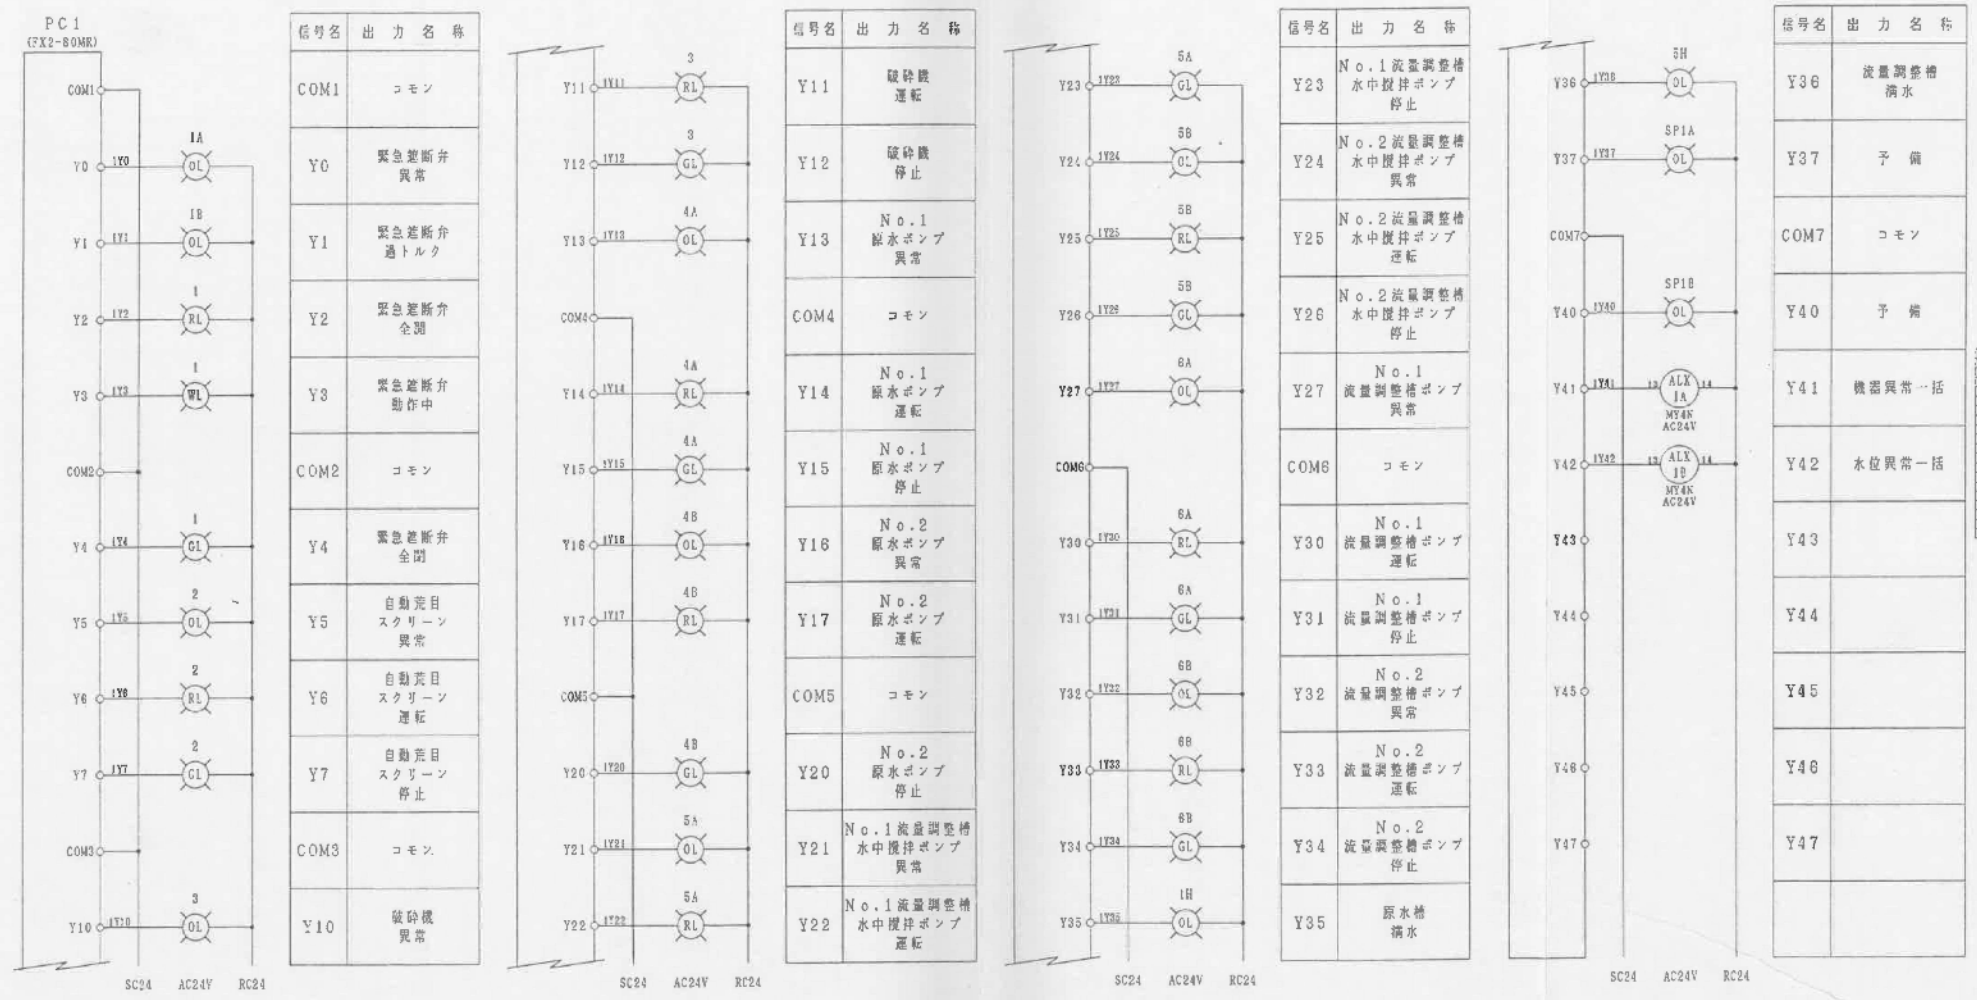 PC1
(FX2-80MR)
COM1
1A
Y0 1Y0 OL
1B
Y1 1Y1 OL
1
Y2 1Y2 RL
1
Y3 1Y3 WL
COM2
1
Y4 1Y4 GL
2
Y5 1Y5 OL
2
Y6 1Y6 RL
2
Y7 1Y7 GL
COM3
3
Y10 1Y10 OL
SC24 AC24V RC24
信号名 出力名称
COM1 コモン
Y0 緊急遮断弁
異常
Y1 緊急遮断弁
過トルク
Y2 緊急遮断弁
全開
Y3 緊急遮断弁
動作中
COM2 コモン
Y4 緊急遮断弁
全閉
Y5 自動荒目
スクリーン
異常
Y6 自動荒目
スクリーン
運転
Y7 自動荒目
スクリーン
停止
COM3 コモン
Y10 破砕機
異常
3
Y11 1Y11 RL
3
Y12 1Y12 GL
4A
Y13 1Y13 OL
COM4
4A
Y14 1Y14 RL
4A
Y15 1Y15 GL
4B
Y16 1Y16 OL
4B
Y17 1Y17 RL
COM5
4B
Y20 1Y20 GL
5A
Y21 1Y21 OL
5A
Y22 1Y22 RL
SC24 AC24V RC24
信号名 出力名称
Y11 破砕機
運転
Y12 破砕機
停止
Y13 No.1
原水ポンプ
異常
COM4 コモン
Y14 No.1
原水ポンプ
運転
Y15 No.1
原水ポンプ
停止
Y16 No.2
原水ポンプ
異常
Y17 No.2
原水ポンプ
運転
COM5 コモン
Y20 No.2
原水ポンプ
停止
Y21 No.1流量調整槽
水中攪拌ポンプ
異常
Y22 No.1流量調整槽
水中攪拌ポンプ
運転
5A
Y23 1Y23 GL
5B
Y24 1Y24 OL
5B
Y25 1Y25 RL
5B
Y26 1Y26 GL
6A
Y27 1Y27 OL
COM6
6A
Y30 1Y30 RL
6A
Y31 1Y31 GL
6B
Y32 1Y32 OL
6B
Y33 1Y33 RL
6B
Y34 1Y34 GL
1H
Y35 1Y35 OL
SC24 AC24V RC24
信号名 出力名称
Y23 No.1流量調整槽
水中攪拌ポンプ
停止
Y24 No.2流量調整槽
水中攪拌ポンプ
異常
Y25 No.2流量調整槽
水中攪拌ポンプ
運転
Y26 No.2流量調整槽
水中攪拌ポンプ
停止
Y27 No.1
流量調整槽ポンプ
異常
COM6 コモン
Y30 No.1
流量調整槽ポンプ
運転
Y31 No.1
流量調整槽ポンプ
停止
Y32 No.2
流量調整槽ポンプ
異常
Y33 No.2
流量調整槽ポンプ
運転
Y34 No.2
流量調整槽ポンプ
停止
Y35 原水槽
満水
5H
Y36 1Y36 OL
SP1A
Y37 1Y37 OL
COM7
SP1B
Y40 1Y40 OL
Y41 1Y41 13 ALX 14
1A
MY4N
AC24V
Y42 1Y42 13 ALX 14
1B
MY4N
AC24V
Y43
Y44
Y45
Y46
Y47
SC24 AC24V RC24
信号名 出力名称
Y36 流量調整槽
満水
Y37 予備
COM7 コモン
Y40 予備
Y41 機器異常一括
Y42 水位異常一括
Y43
Y44
Y45
Y46
Y47